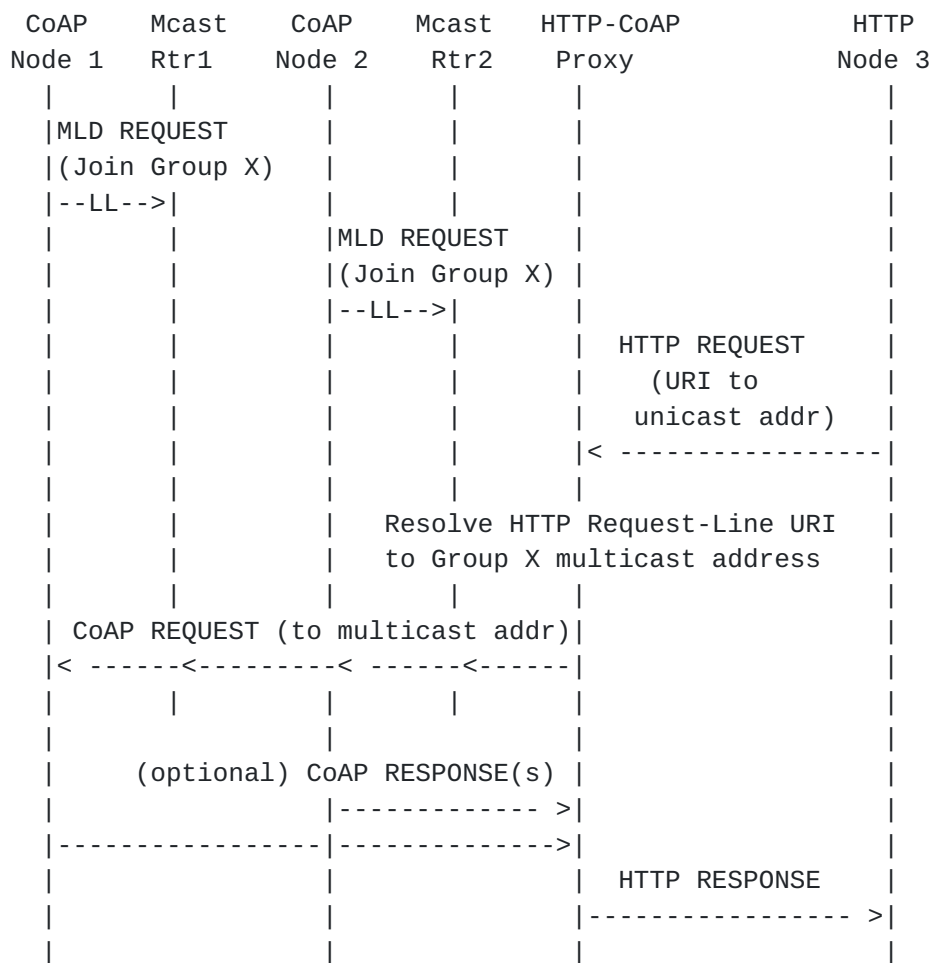 CoAP Mcast CoAP Mcast HTTP-CoAP HTTP
Node 1 Rtr1 Node 2 Rtr2 Proxy Node 3
MLD REQUEST
(Join Group X)
--LL-->
MLD REQUEST
(Join Group X)
--LL-->
HTTP REQUEST
(URI to
unicast addr)
< -----------------
Resolve HTTP Request-Line URI
to Group X multicast address
CoAP REQUEST (to multicast addr)
< ------<---------< ------<------
(optional) CoAP RESPONSE(s)
------------- >
-----------------|-------------->
HTTP RESPONSE
----------------- >